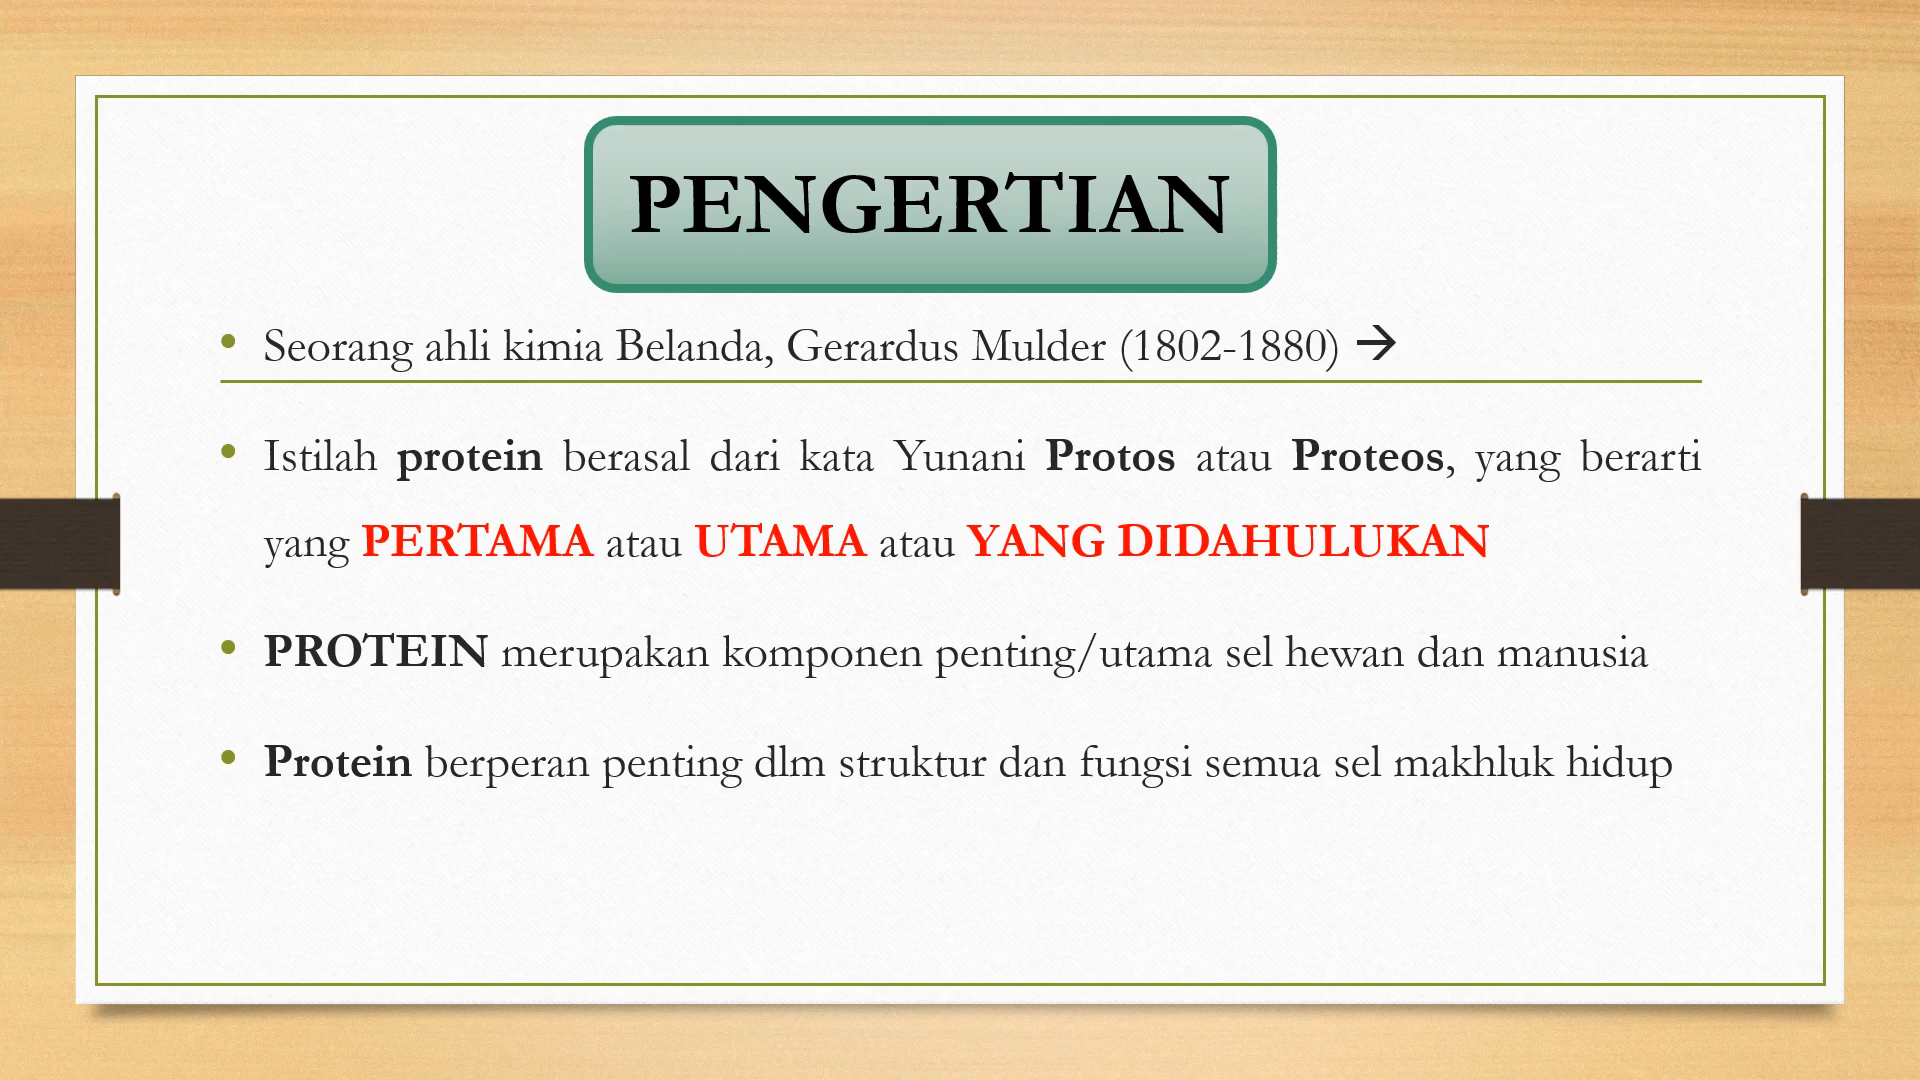 PENGERTIAN
• Seorang ahli kimia Belanda, Gerardus Mulder (1802-1880) →
• Istilah protein berasal dari kata Yunani Protos atau Proteos, yang berarti
yang PERTAMA atau UTAMA atau YANG DIDAHULUKAN
• PROTEIN merupakan komponen penting/utama sel hewan dan manusia
• Protein berperan penting dlm struktur dan fungsi semua sel makhluk hidup